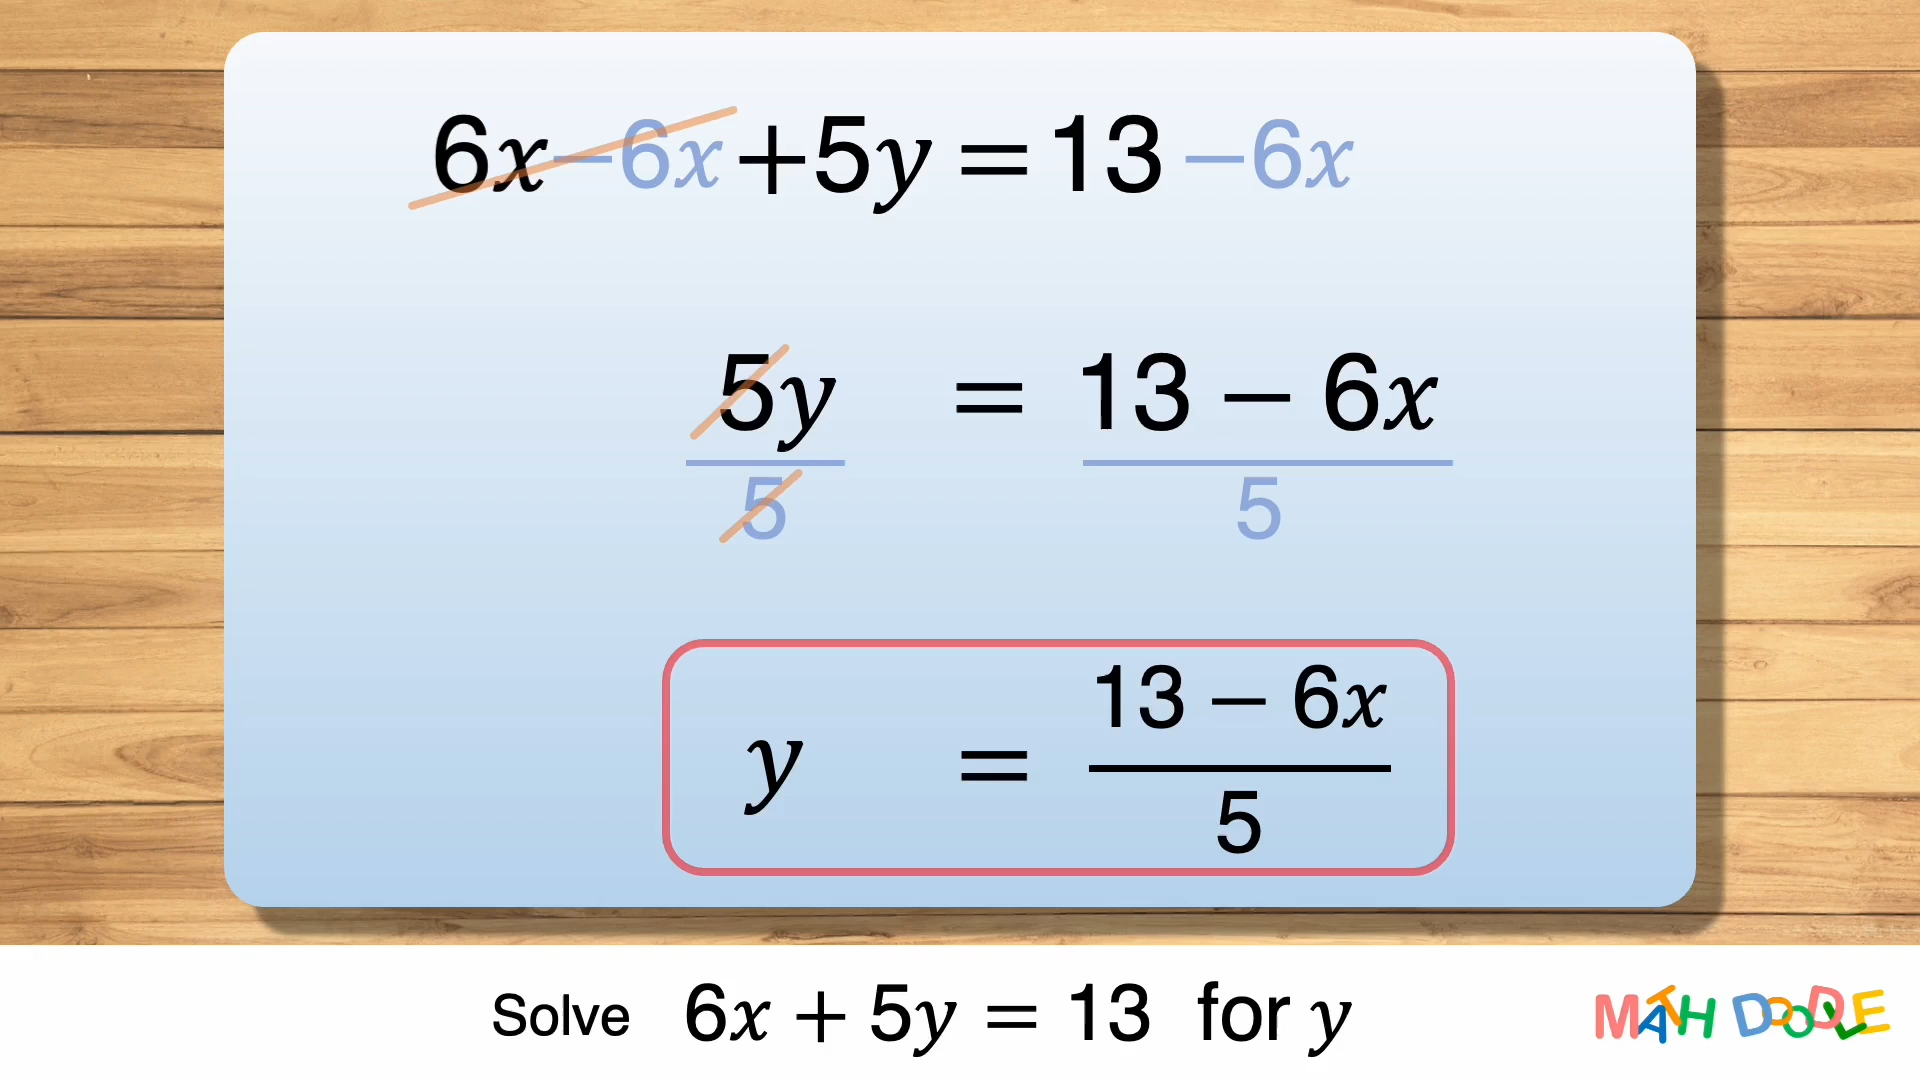 6x−6x+5y=13−6x
5y = 13 − 6x
5 5
y = 13 − 6x
5
Solve 6x + 5y = 13 for y
MATH DOODLE